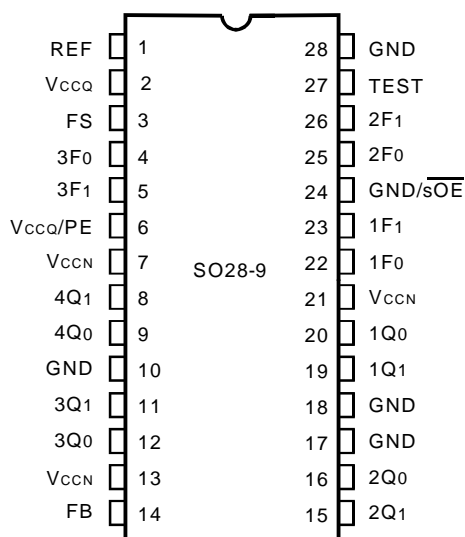 REF 1 28 GND
VCCQ 2 27 TEST
FS 3 26 2F1
3F0 4 25 2F0
3F1 5 24 GND/sOE
VCCQ/PE 6 23 1F1
VCCN 7 22 1F0
SO28-9
4Q1 8 21 VCCN
4Q0 9 20 1Q0
GND 10 19 1Q1
3Q1 11 18 GND
3Q0 12 17 GND
VCCN 13 16 2Q0
FB 14 15 2Q1